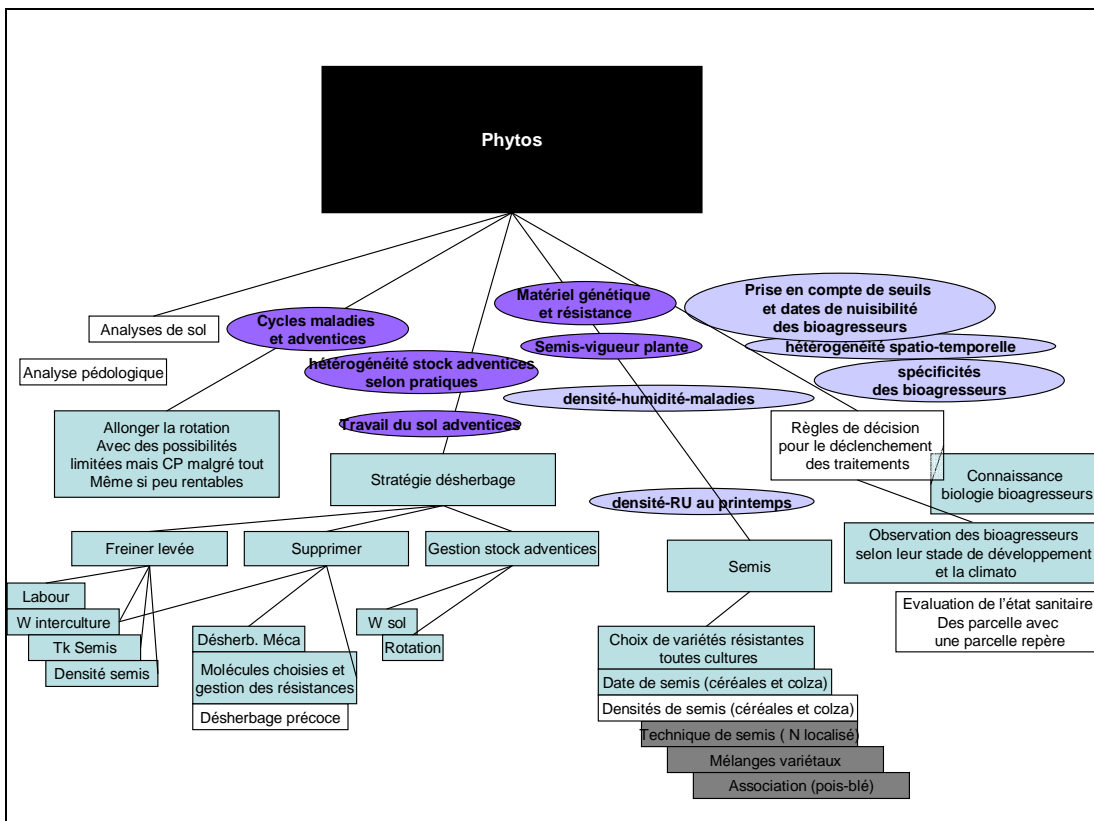 Phytos
Analyses de sol
Analyse pédologique
Cycles maladies
et adventices
hétérogénéité stock adventices
selon pratiques
Travail du sol adventices
Matériel génétique
et résistance
Semis-vigueur plante
densité-humidité-maladies
densité-RU au printemps
Prise en compte de seuils
et dates de nuisibilité
des bioagresseurs
hétérogénéité spatio-temporelle
spécificités
des bioagresseurs
Allonger la rotation
Avec des possibilités
limitées mais CP malgré tout
Même si peu rentables
Stratégie désherbage
Freiner levée
Supprimer
Gestion stock adventices
Labour
W interculture
Tk Semis
Densité semis
Désherb. Méca
Molécules choisies et
gestion des résistances
Désherbage précoce
W sol
Rotation
Semis
Choix de variétés résistantes
toutes cultures
Date de semis (céréales et colza)
Densités de semis (céréales et colza)
Technique de semis ( N localisé)
Mélanges variétaux
Association (pois-blé)
Règles de décision
pour le déclenchement
des traitements
Connaissance
biologie bioagresseurs
Observation des bioagresseurs
selon leur stade de développement
et la climato
Evaluation de l'état sanitaire
Des parcelle avec
une parcelle repère